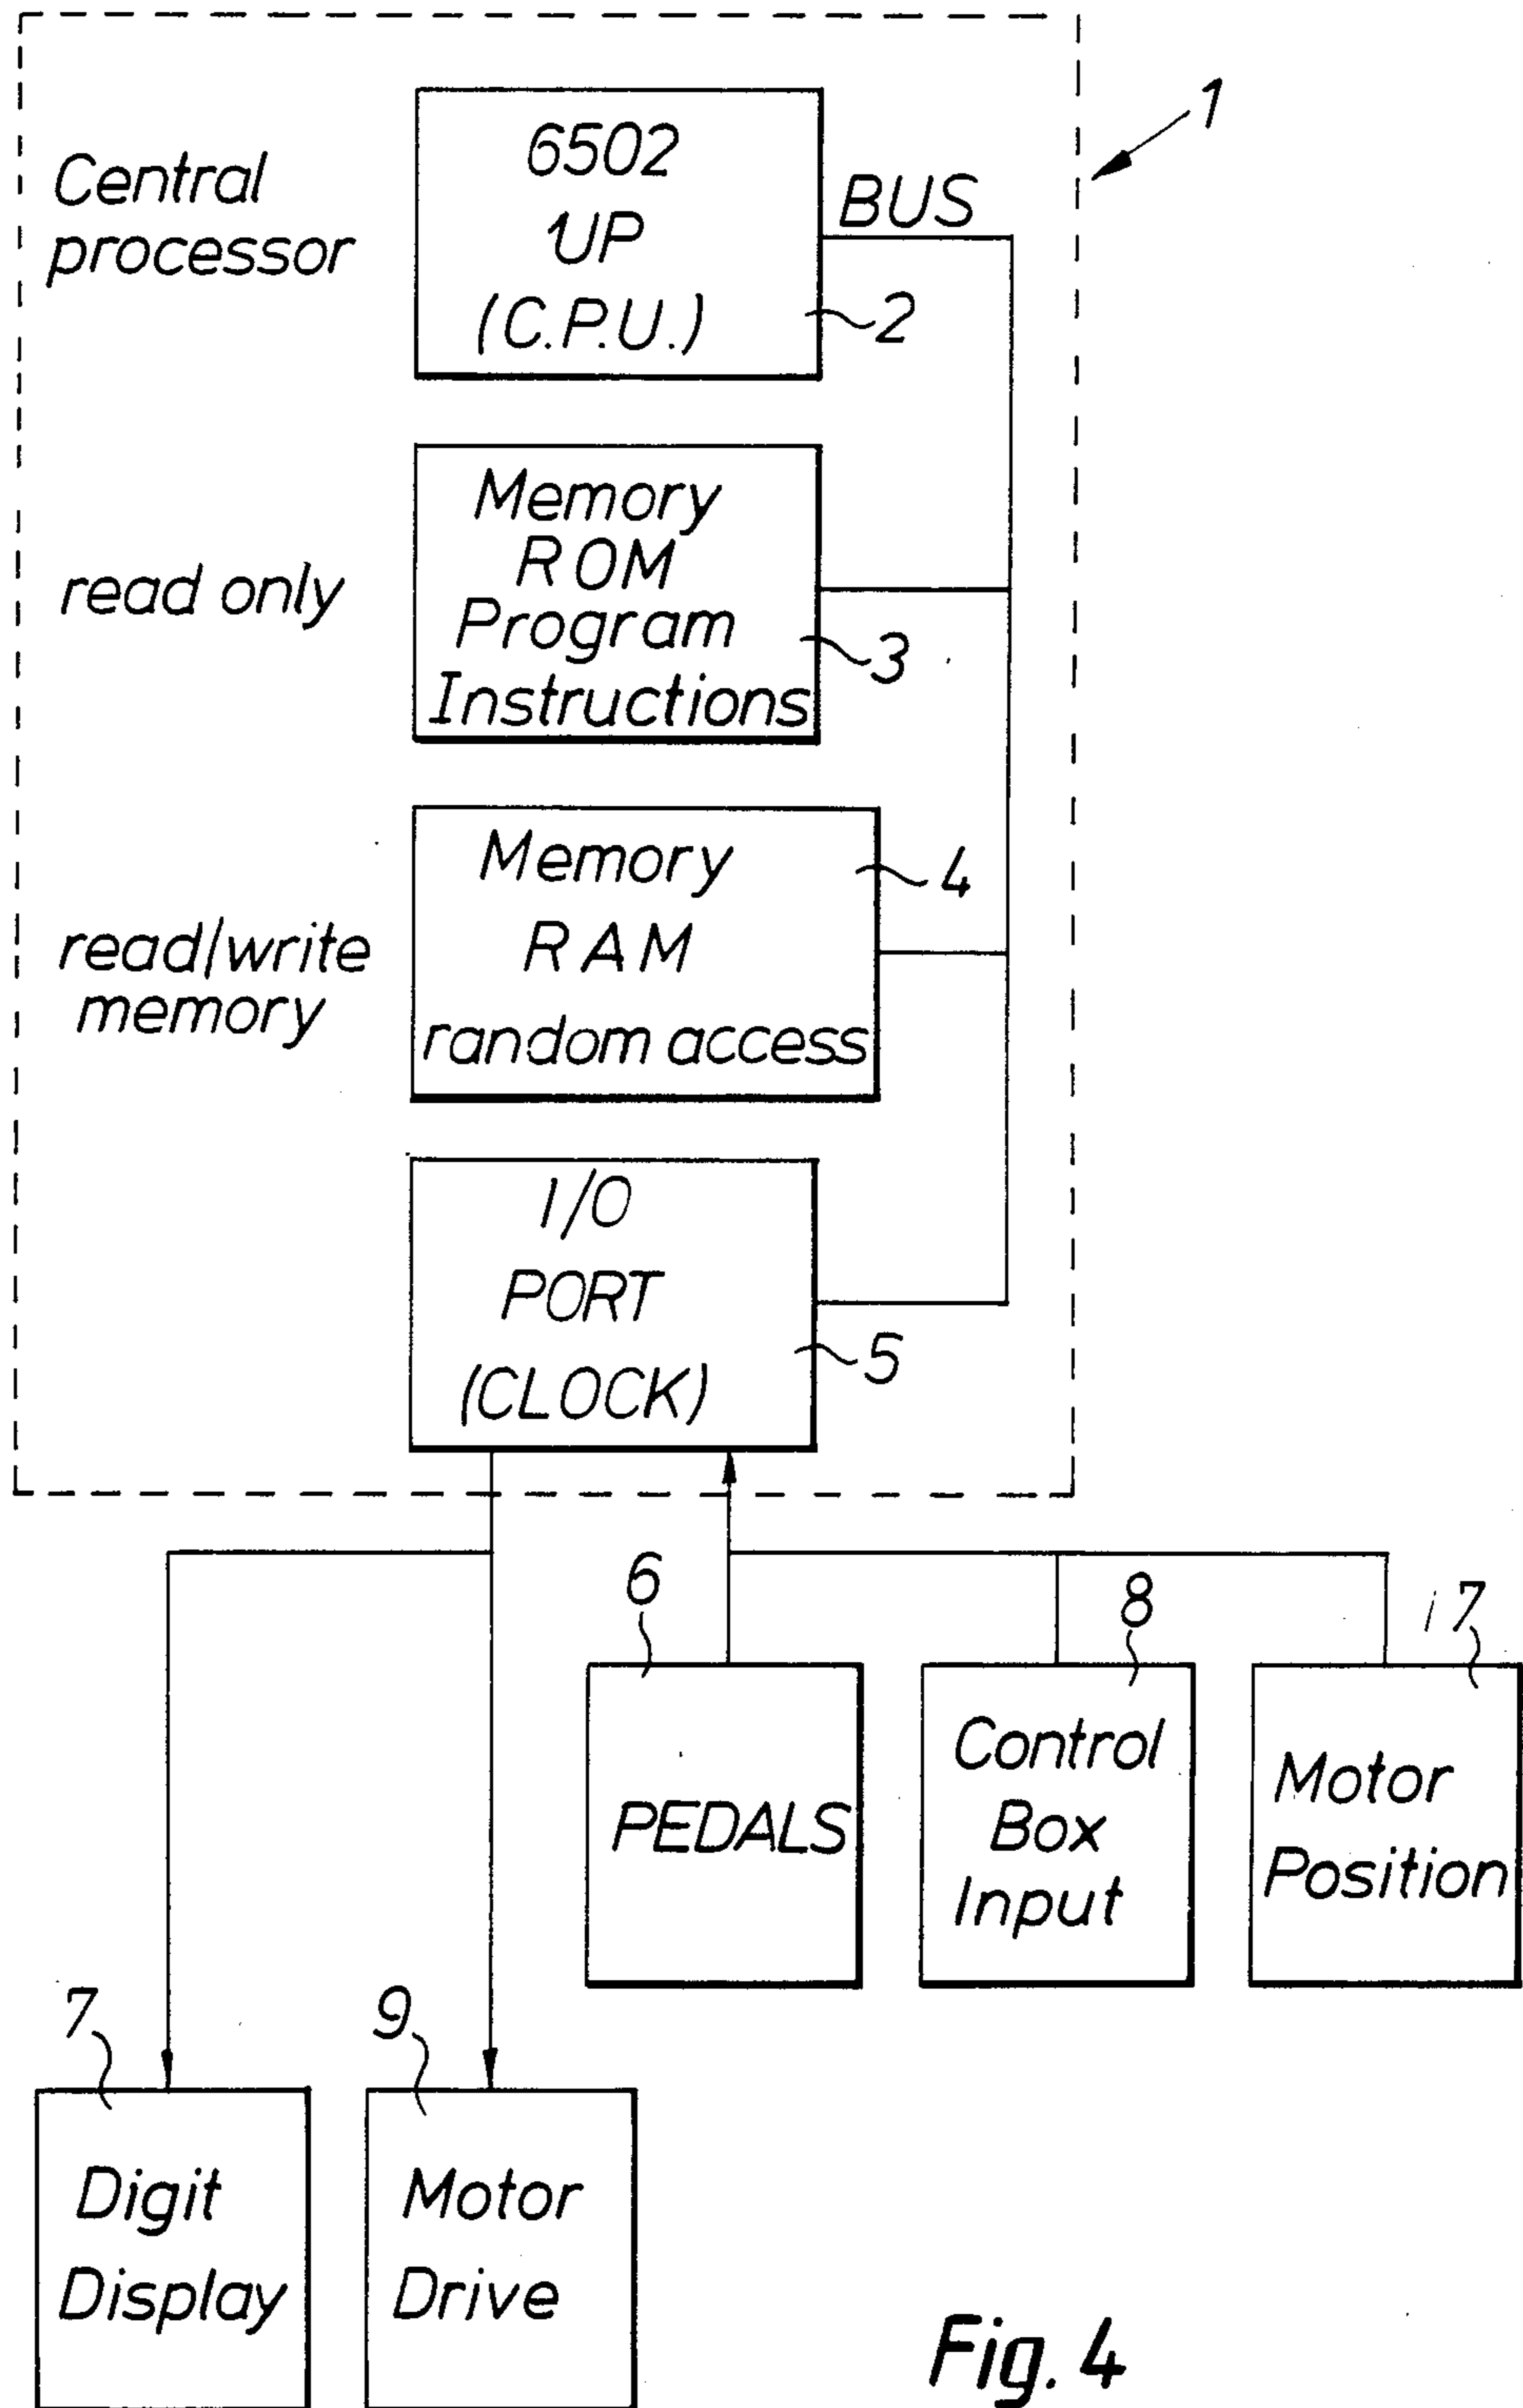 1
Central
processor
6502
1UP
(C.P.U.)
BUS
2
read only
Memory
ROM
Program
Instructions
3
read/write
memory
Memory
RAM
random access
4
I/O
PORT
(CLOCK)
5
6
PEDALS
8
Control
Box
Input
17
Motor
Position
7
Digit
Display
9
Motor
Drive
Fig. 4